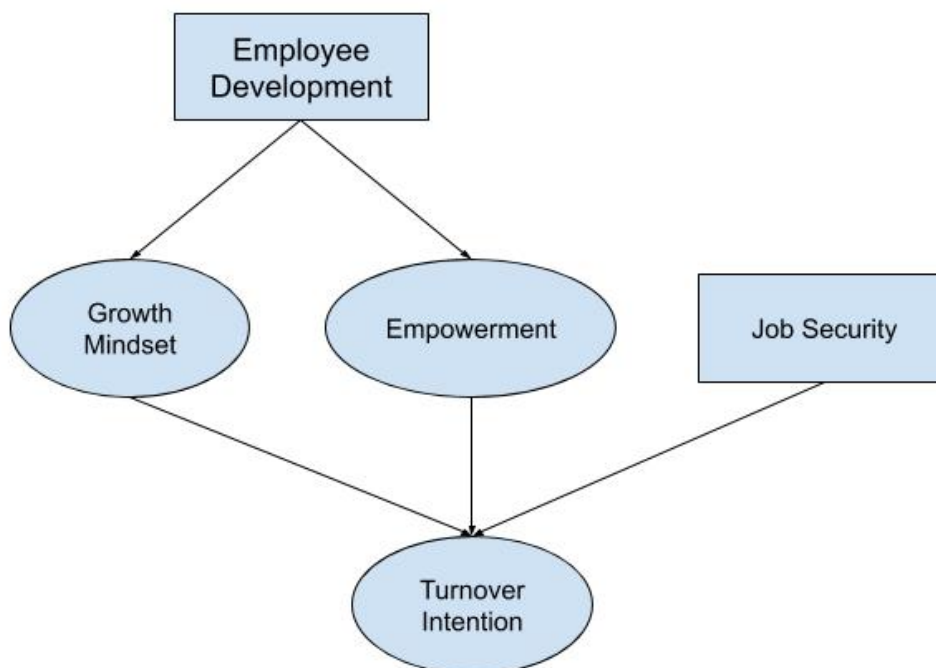 Employee
Development
Growth
Mindset
Empowerment
Job Security
Turnover
Intention